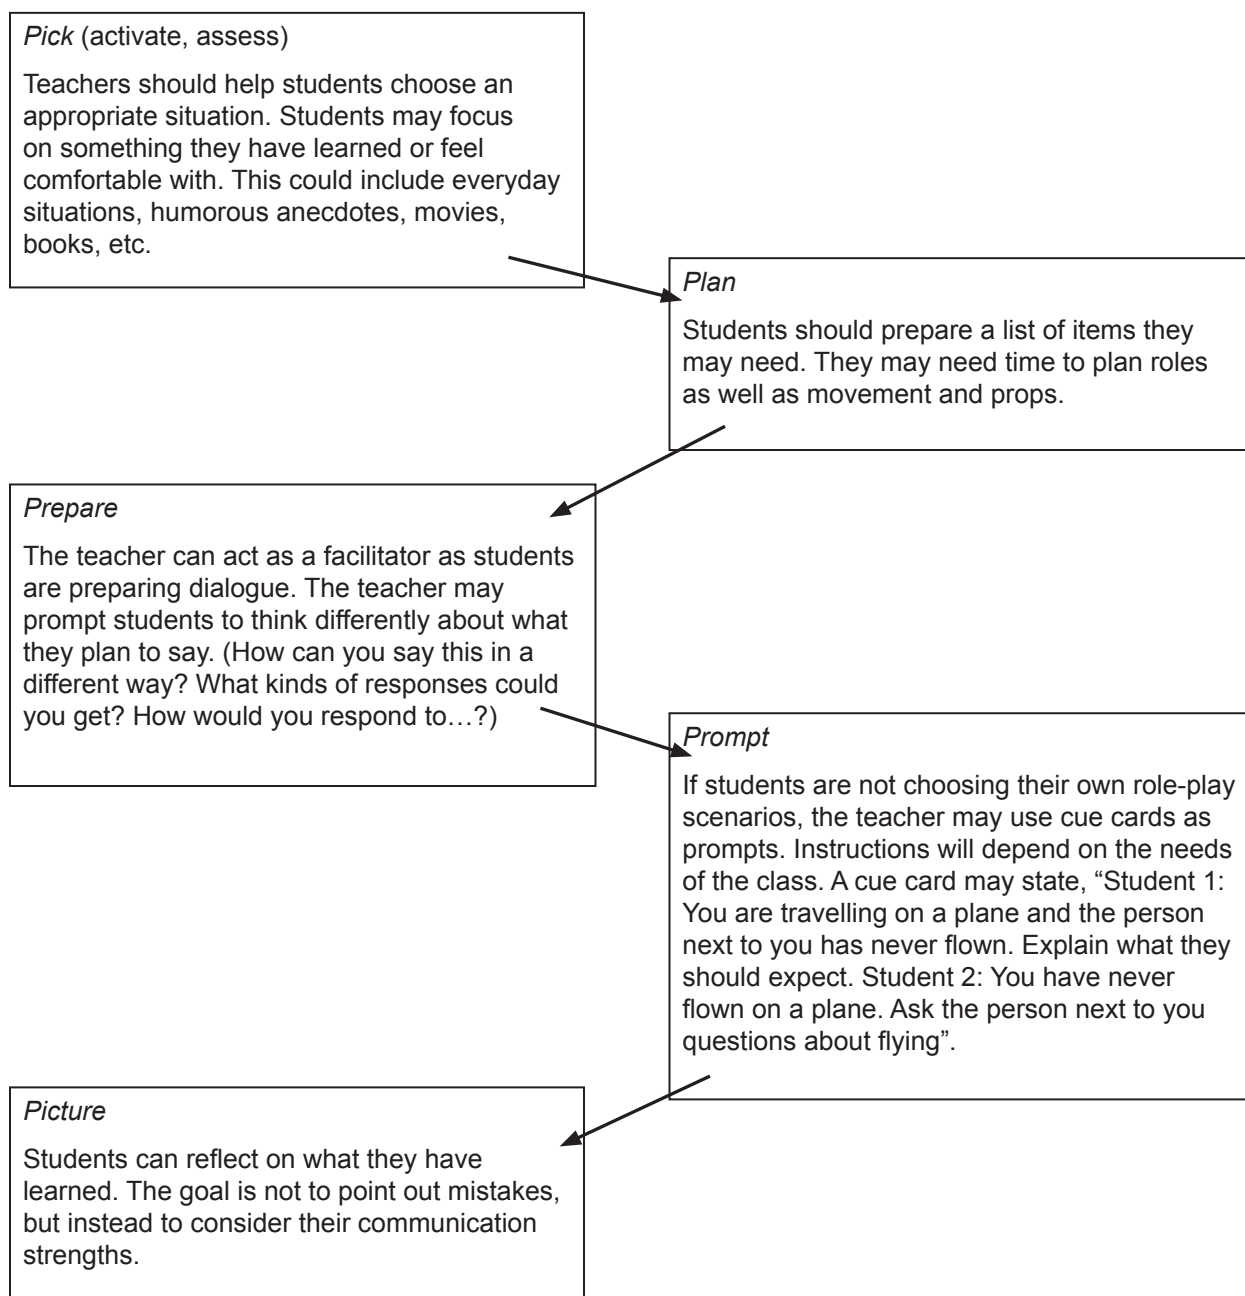 Pick (activate, assess)
Teachers should help students choose an
appropriate situation. Students may focus
on something they have learned or feel
comfortable with. This could include everyday
situations, humorous anecdotes, movies,
books, etc.
Plan
Students should prepare a list of items they
may need. They may need time to plan roles
as well as movement and props.
Prepare
The teacher can act as a facilitator as students
are preparing dialogue. The teacher may
prompt students to think differently about what
they plan to say. (How can you say this in a
different way? What kinds of responses could
you get? How would you respond to…?)
Prompt
If students are not choosing their own role-play
scenarios, the teacher may use cue cards as
prompts. Instructions will depend on the needs
of the class. A cue card may state, “Student 1:
You are travelling on a plane and the person
next to you has never flown. Explain what they
should expect. Student 2: You have never
flown on a plane. Ask the person next to you
questions about flying”.
Picture
Students can reflect on what they have
learned. The goal is not to point out mistakes,
but instead to consider their communication
strengths.